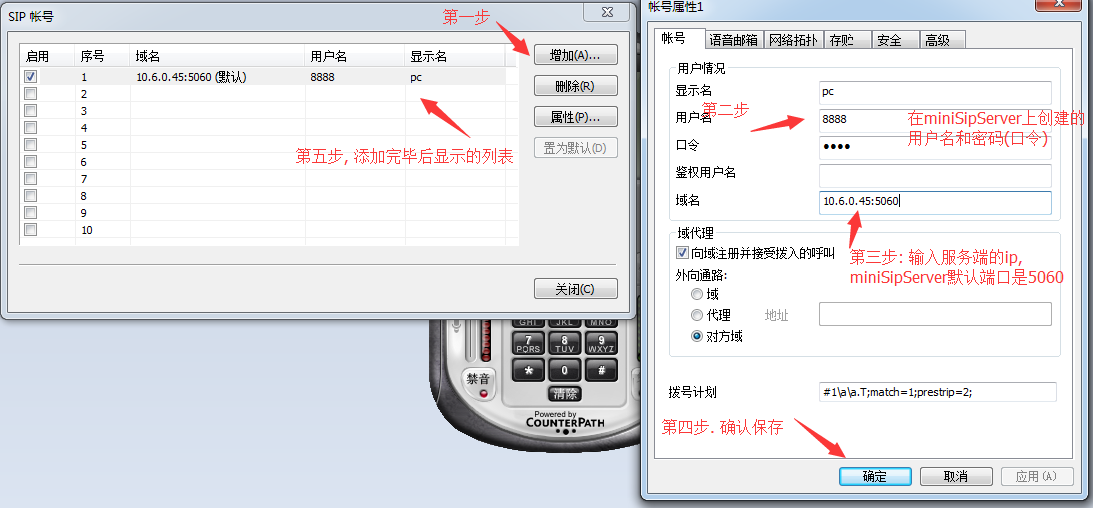 SIP 帐号
第一步
启用 序号 域名 用户名 显示名
1 10.6.0.45:5060 (默认) 8888 pc
2
3
4
5
6
7
8
9
10
增加(A)...
删除(R)
属性(P)...
置为默认(D)
第五步, 添加完毕后显示的列表
关闭(C)
GHI JKL MNO
7 PQRS 8 TUV 9 WXYZ
* 0 #
禁音
清除
Powered by
COUNTERPATH
帐号属性1
帐号 语音邮箱 网络拓扑 存贮 安全 高级
用户情况
显示名 pc
第二步
用户名 8888
在miniSipServer上创建的
用户名和密码(口令)
口令 ●●●●
鉴权用户名
域名 10.6.0.45:5060
域代理
向域注册并接受拨入的呼叫
第三步: 输入服务端的ip,
miniSipServer默认端口是5060
外向通路:
域
代理 地址
对方域
拨号计划 #1\a\a.T;match=1;prestrip=2;
第四步. 确认保存
确定 取消 应用(A)